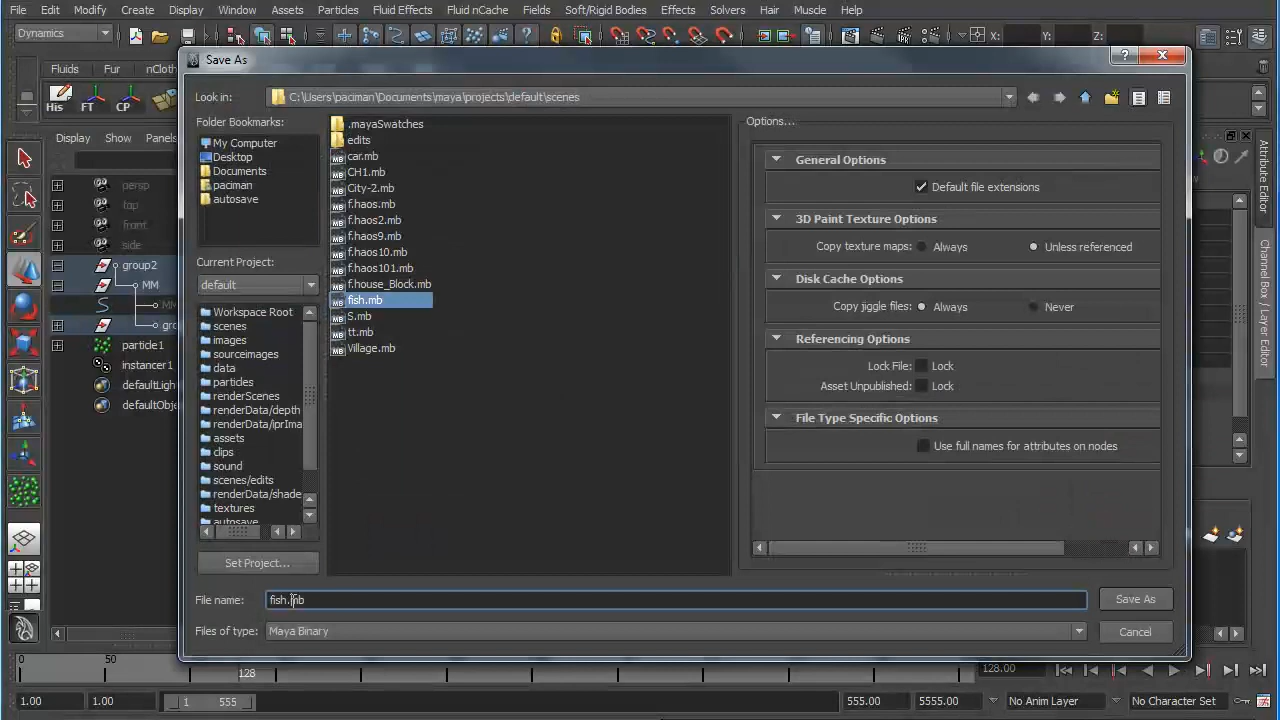 File Edit Modify Create Display Window Assets Particles Fluid Effects Fluid nCache Fields Soft/Rigid Bodies Effects Solvers Hair Muscle Help
Dynamics X: Y: Z:
Save As
Fluids Fur nCloth
His FT CP
Display Show Panels
persp
top
front
side
group2
MM
particle1
instance1
Look in: C:\Users\paciman\Documents\maya\projects\default\scenes
Folder Bookmarks:
My Computer
Desktop
Documents
paciman
autosave
Current Project:
default
Workspace Root
scenes
images
sourceimages
data
particles
renderScenes
renderData/depth
assets
clips
sound
scenes/edits
renderData/shade
textures
autosave
Set Project...
.mayaSwatches
edits
car.mb
CH1.mb
City-2.mb
f.haos.mb
f.haos2.mb
f.haos9.mb
f.haos10.mb
f.haos101.mb
f.house_Block.mb
fish.mb
S.mb
tt.mb
Village.mb
Options...
General Options
Default file extensions
3D Paint Texture Options
Copy texture maps: Always Unless referenced
Disk Cache Options
Copy jiggle files: Always Never
Referencing Options
Lock File: Lock
Asset Unpublished: Lock
File Type Specific Options
Use full names for attributes on nodes
File name: fish.mb Save As
Files of type: Maya Binary Cancel
Attribute Editor
Channel Box / Layer Editor
0 50 128 128.00
1.00 1.00 1 555 555.00 5555.00 No Anim Layer No Character Set